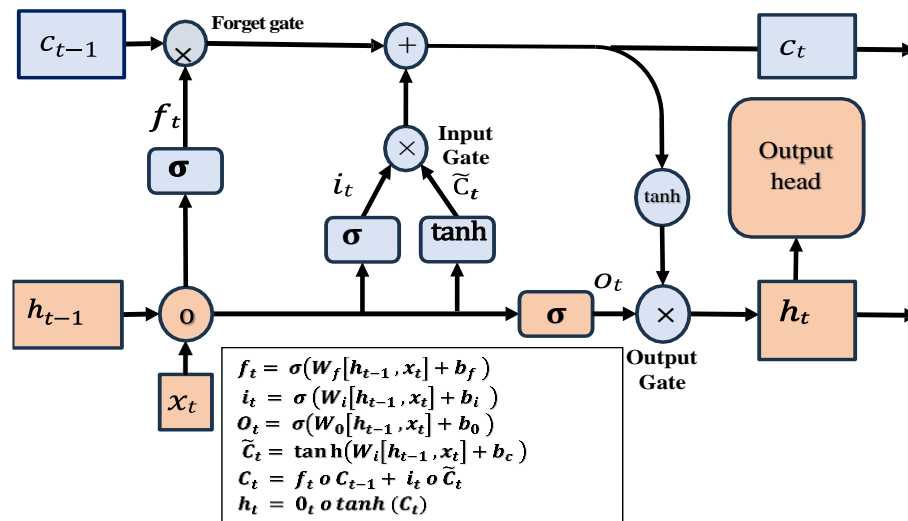 c_{t-1}
×
Forget gate
+
c_t
f_t
×
Input
Gate
Output
head
σ
i_t
C̃_t
tanh
σ
tanh
h_{t-1}
o
σ
O_t
×
h_t
Output
Gate
x_t
f_t = σ(W_f[h_{t-1}, x_t] + b_f)
i_t = σ(W_i[h_{t-1}, x_t] + b_i)
O_t = σ(W_0[h_{t-1}, x_t] + b_0)
C̃_t = tan h(W_i[h_{t-1}, x_t] + b_c)
C_t = f_t o C_{t-1} + i_t o C̃_t
h_t = 0_t o tanh (C_t)